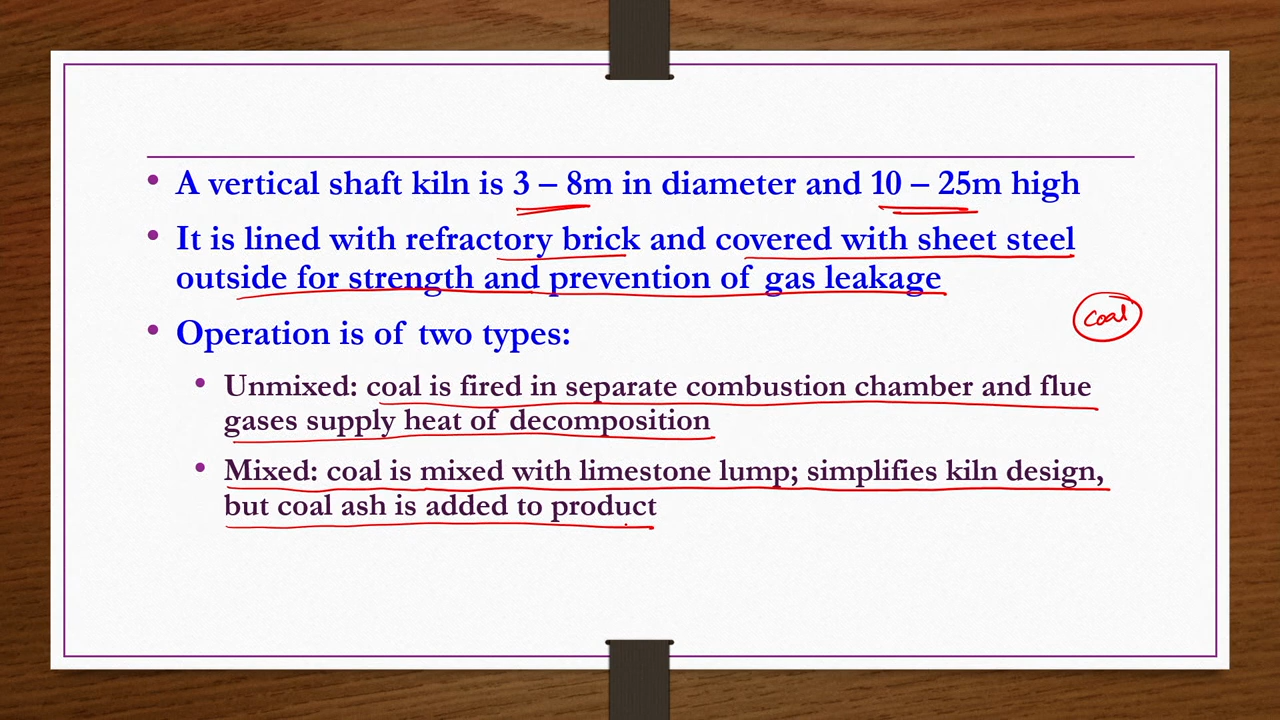 • A vertical shaft kiln is 3 – 8m in diameter and 10 – 25m high
• It is lined with refractory brick and covered with sheet steel
outside for strength and prevention of gas leakage
coal
• Operation is of two types:
• Unmixed: coal is fired in separate combustion chamber and flue
gases supply heat of decomposition
• Mixed: coal is mixed with limestone lump; simplifies kiln design,
but coal ash is added to product